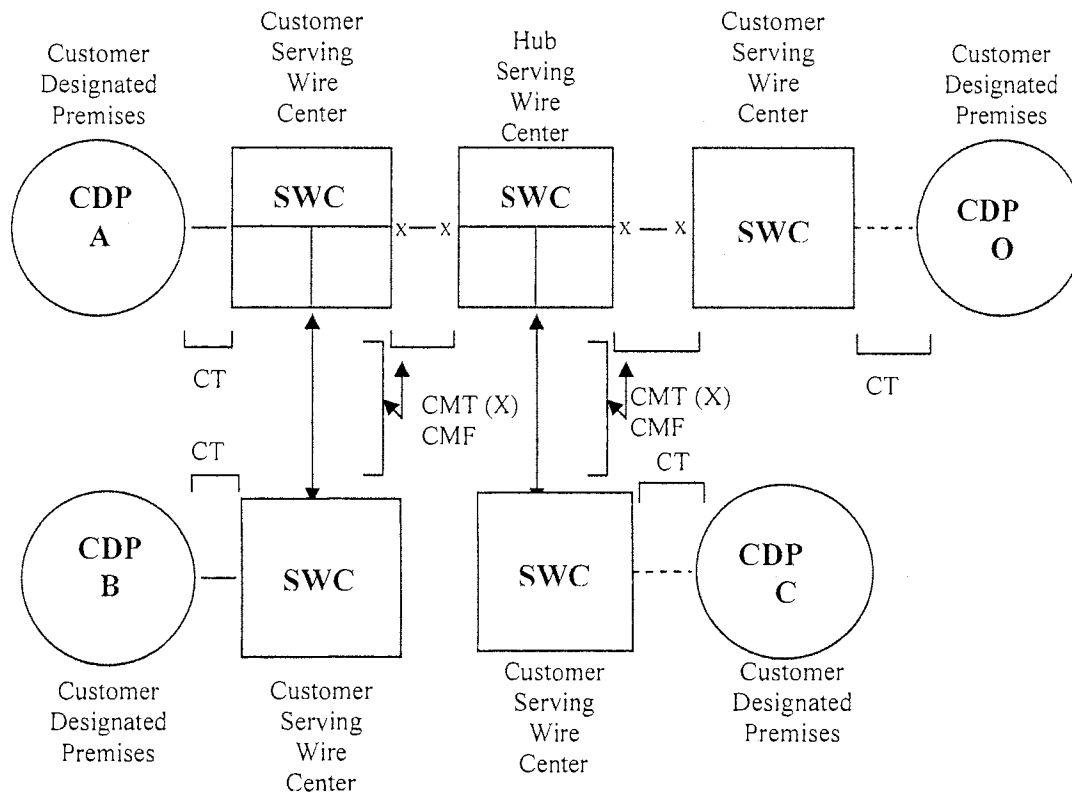 Customer
Designated
Premises
Customer
Serving
Wire
Center
Hub
Serving
Wire
Center
Customer
Serving
Wire
Center
Customer
Designated
Premises
CDP
A
SWC
x
x
SWC
x
x
SWC
CDP
O
CT
CMT (X)
CMF
CMT (X)
CMF
CT
CT
CT
CDP
B
SWC
SWC
CDP
C
Customer
Designated
Premises
Customer
Serving
Wire
Center
Customer
Serving
Wire
Center
Customer
Designated
Premises